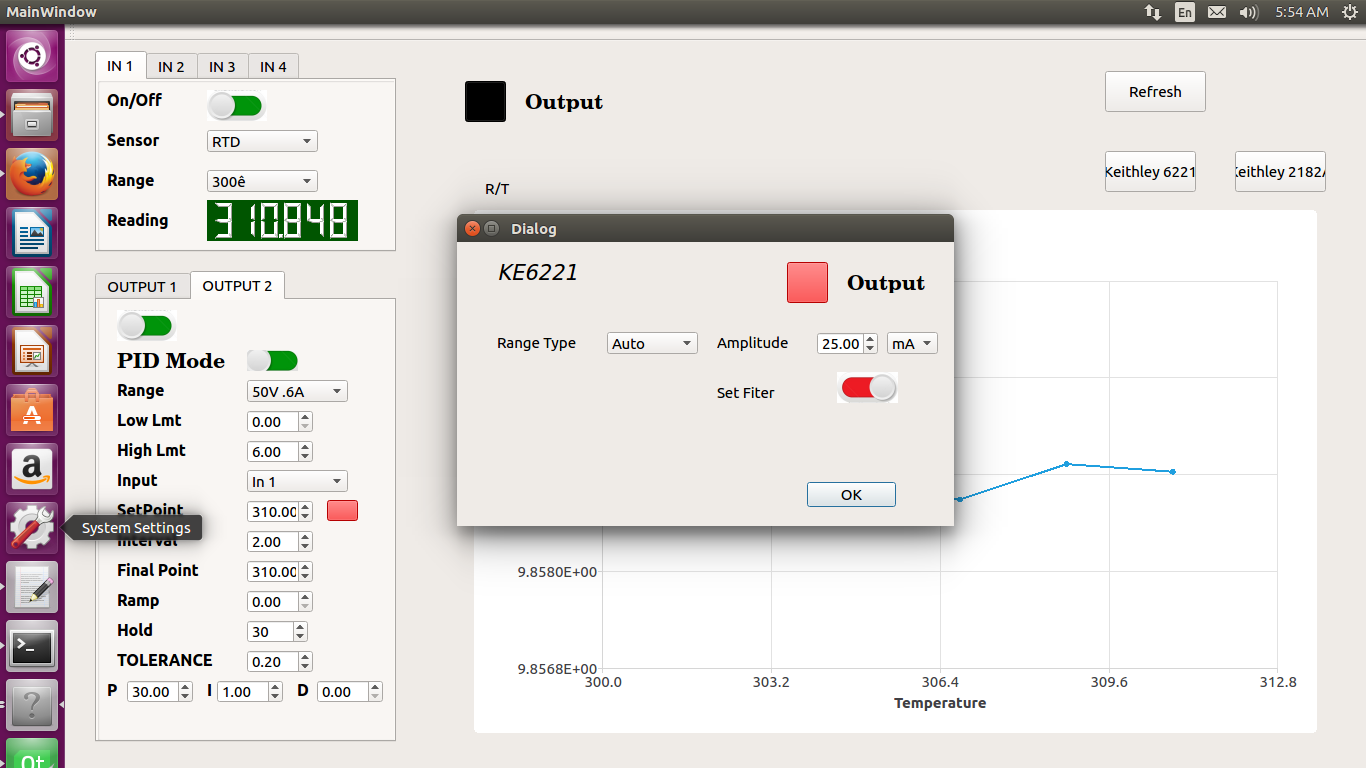 MainWindow
En
5:54 AM
IN 1 IN 2 IN 3 IN 4
On/Off
Sensor RTD
Range 300ê
Reading 310.848
OUTPUT 1 OUTPUT 2
PID Mode
Range 50V .6A
Low Lmt 0.00
High Lmt 6.00
Input In 1
SetPoint 310.00
System Settings
Interval 2.00
Final Point 310.00
Ramp 0.00
Hold 30
TOLERANCE 0.20
P 30.00 I 1.00 D 0.00
Output
Refresh
Keithley 6221 Keithley 2182A
R/T
Dialog
KE6221
Output
Range Type Auto Amplitude 25.00 mA
Set Fiter
OK
9.8580E+00
9.8568E+00
300.0 303.2 306.4 309.6 312.8
Temperature
a
A
?
Qt